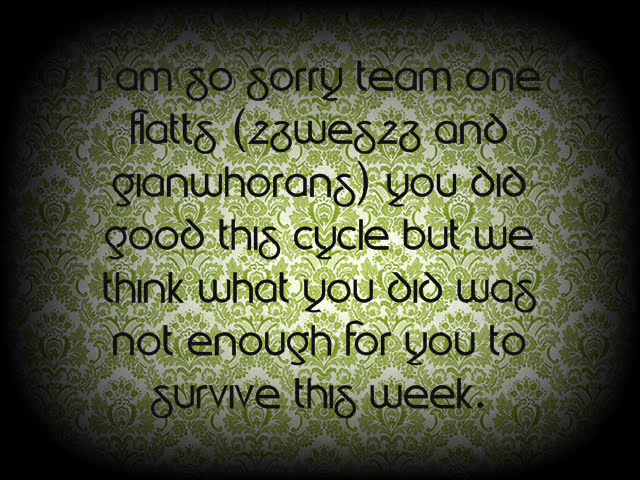 i am so sorry team one
flatts (23wes23 and
gianwhorans) you did
good this cycle but we
think what you did was
not enough for you to
survive this week.